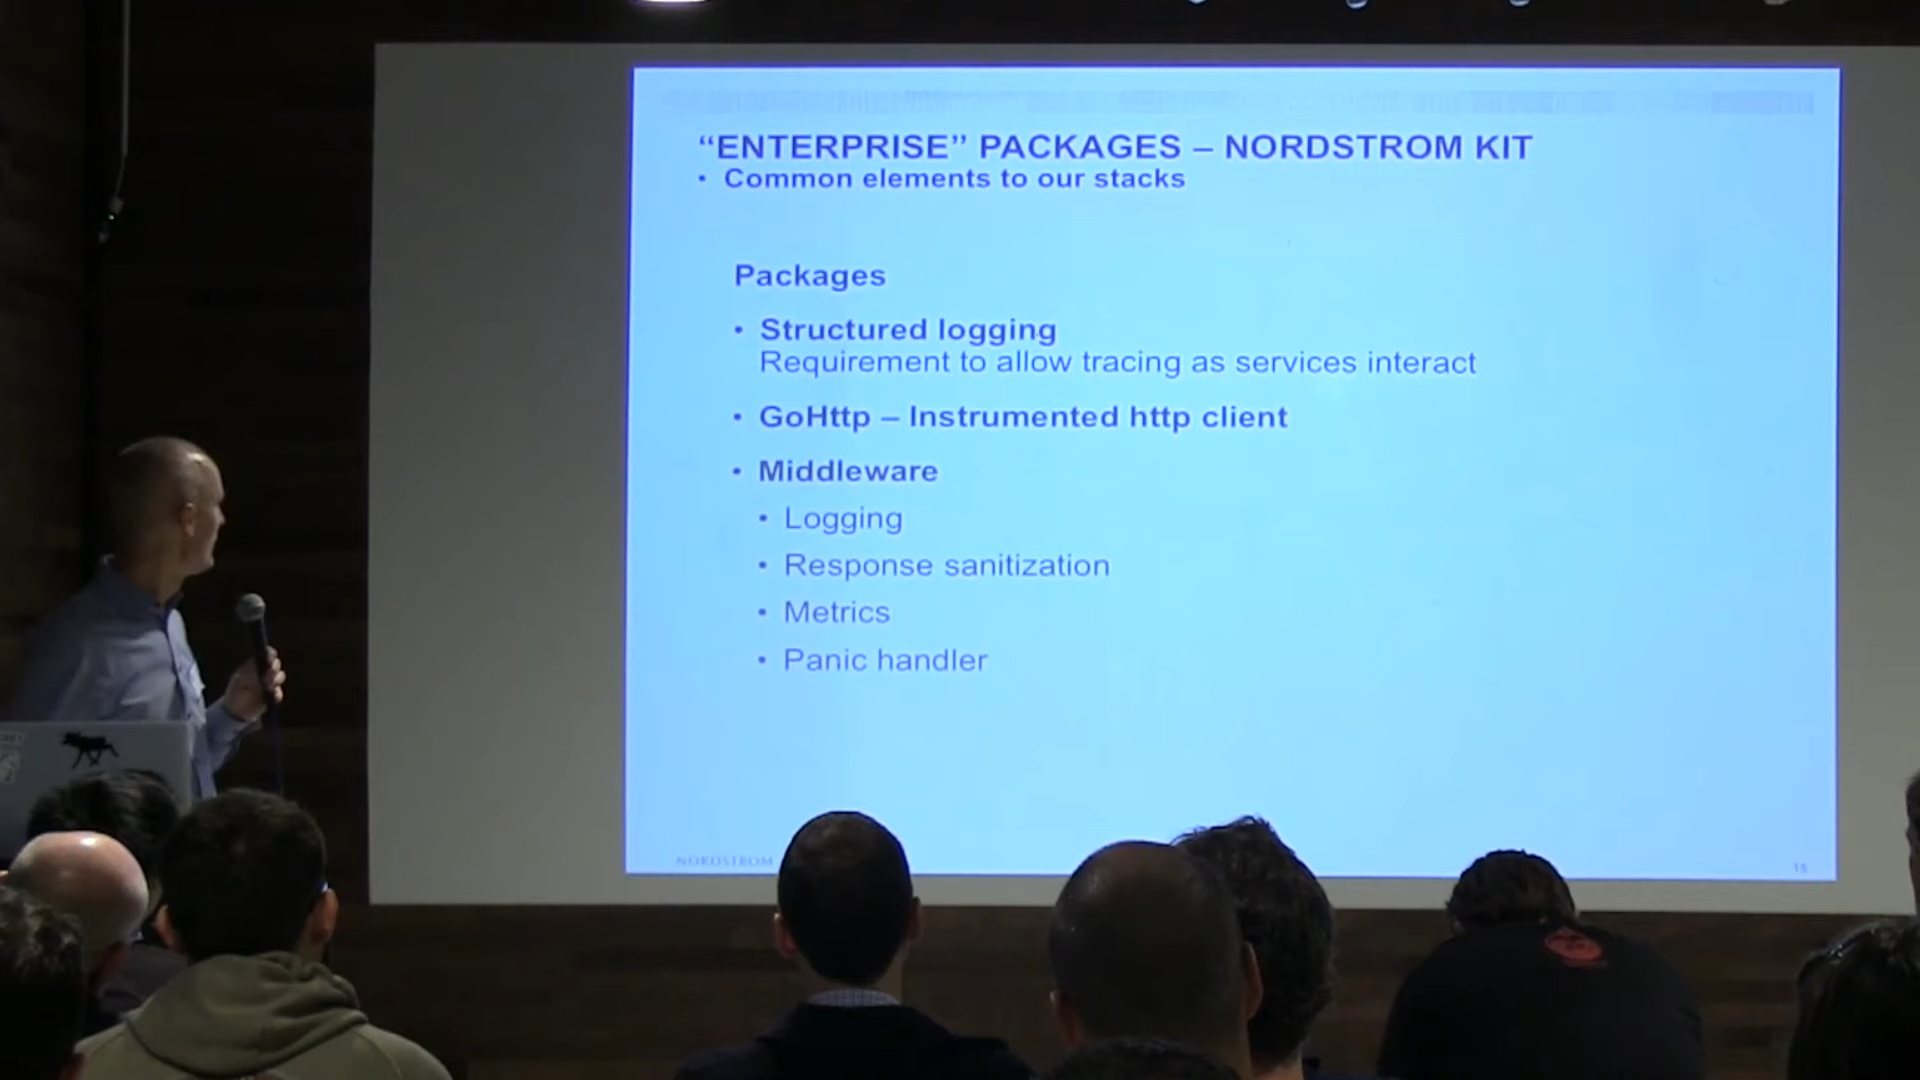 “ENTERPRISE” PACKAGES – NORDSTROM KIT
• Common elements to our stacks
Packages
• Structured logging
Requirement to allow tracing as services interact
• GoHttp – Instrumented http client
• Middleware
• Logging
• Response sanitization
• Metrics
• Panic handler
NORDSTROM